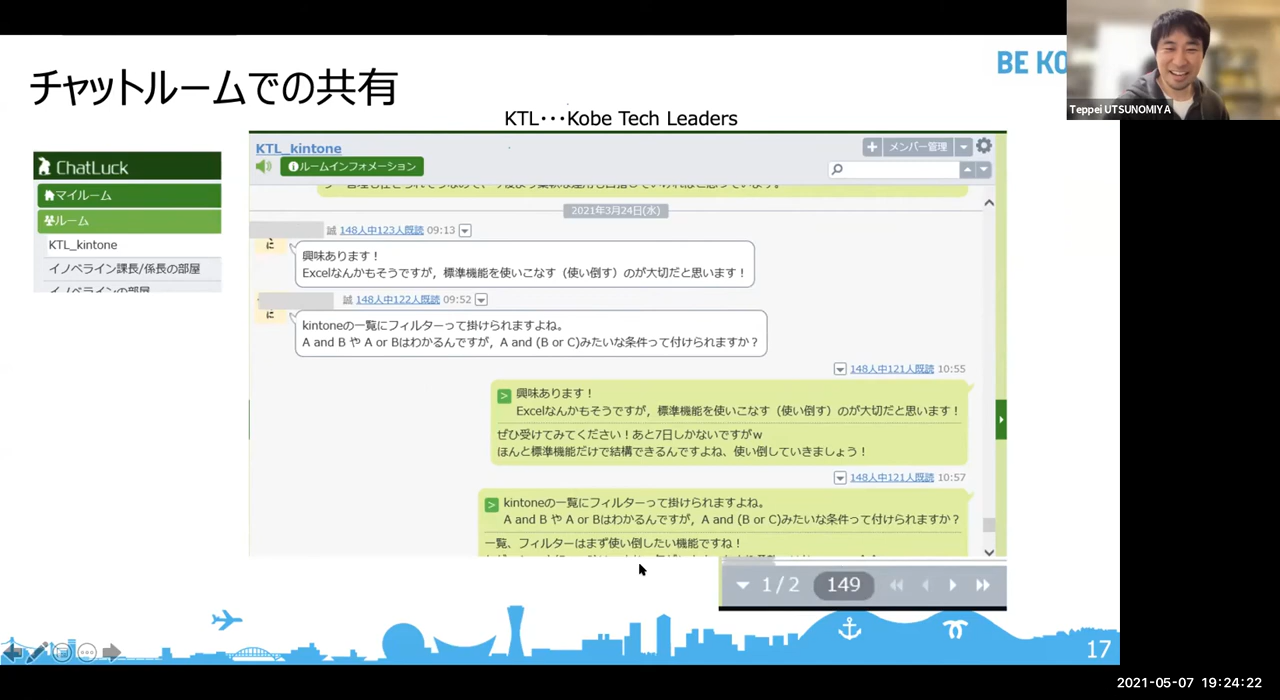 チャットルームでの共有
BE KO
Teppei UTSUNOMIYA
KTL・・・Kobe Tech Leaders
ChatLuck
マイルーム
ルーム
KTL_kintone
イノベライン課長/係長の部屋
イノベラインの部屋
KTL_kintone
ルームインフォメーション
メンバー管理
2021年3月24日(水)
148人中123人既読 09:13
に
興味あります！
Excelなんかもそうですが，標準機能を使いこなす（使い倒す）のが大切だと思います！
148人中122人既読 09:52
に
kintoneの一覧にフィルターって掛けられますよね。
A and B や A or Bはわかるんですが，A and (B or C)みたいな条件って付けられますか？
148人中121人既読 10:55
> 興味あります！
Excelなんかもそうですが，標準機能を使いこなす（使い倒す）のが大切だと思います！
ぜひ受けてみてください！あと7日しかないですがw
ほんと標準機能だけで結構できるんですよね、使い倒していきましょう！
148人中121人既読 10:57
> kintoneの一覧にフィルターって掛けられますよね。
A and B や A or Bはわかるんですが，A and (B or C)みたいな条件って付けられますか？
一覧、フィルターはまず使い倒したい機能ですね！
1 / 2 149
17
2021-05-07 19:24:22